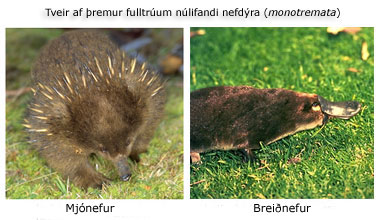 Tveir af þremur fulltrúum núlifandi nefdýra (monotremata)
Mjónefur
Breiðnefur